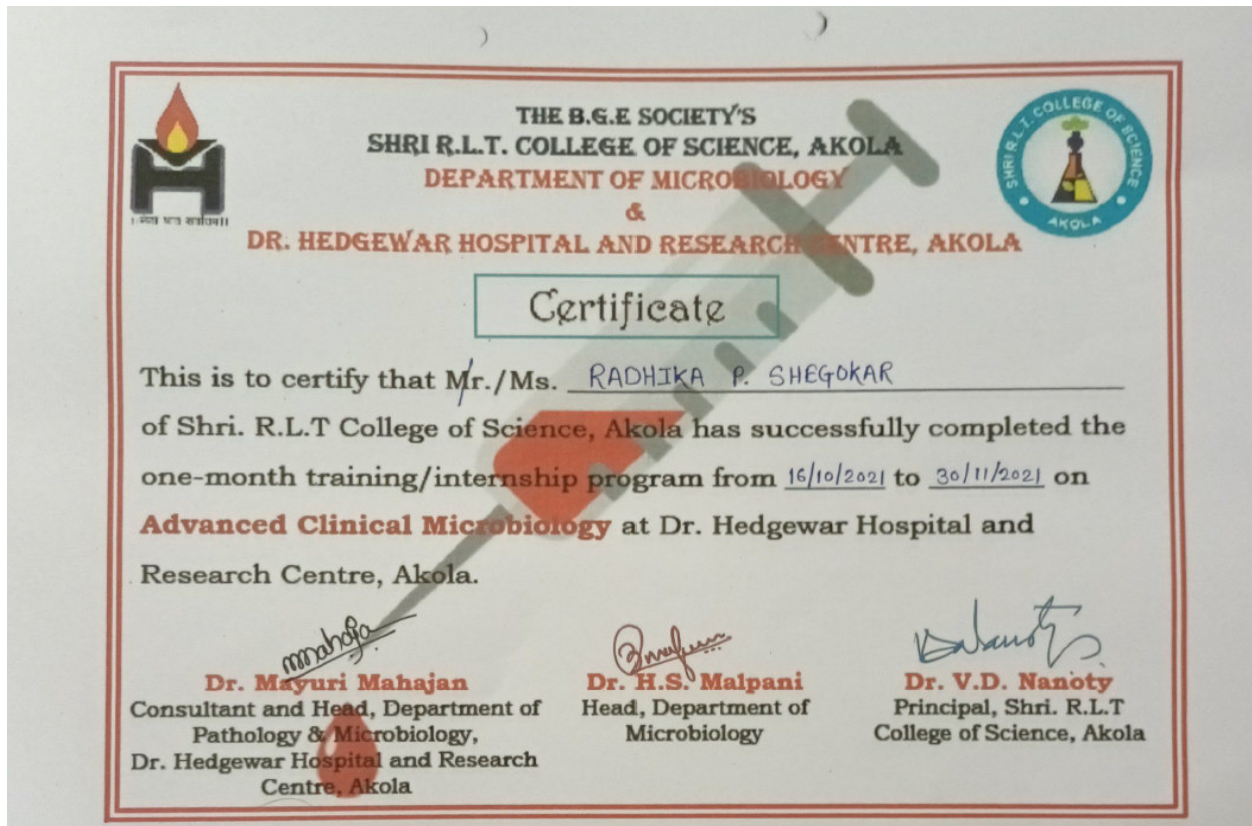 THE B.G.E SOCIETY'S
SHRI R.L.T. COLLEGE OF SCIENCE, AKOLA
DEPARTMENT OF MICROBIOLOGY
&
DR. HEDGEWAR HOSPITAL AND RESEARCH CENTRE, AKOLA
SHRI R.L.T. COLLEGE OF SCIENCE
AKOLA
Certificate
This is to certify that Mr./Ms. RADHIKA P. SHEGOKAR
of Shri. R.L.T College of Science, Akola has successfully completed the
one-month training/internship program from 16/10/2021 to 30/11/2021 on
Advanced Clinical Microbiology at Dr. Hedgewar Hospital and
Research Centre, Akola.
Dr. Mayuri Mahajan
Consultant and Head, Department of
Pathology & Microbiology,
Dr. Hedgewar Hospital and Research
Centre, Akola
Dr. H.S. Malpani
Head, Department of
Microbiology
Dr. V.D. Nanoty
Principal, Shri. R.L.T
College of Science, Akola